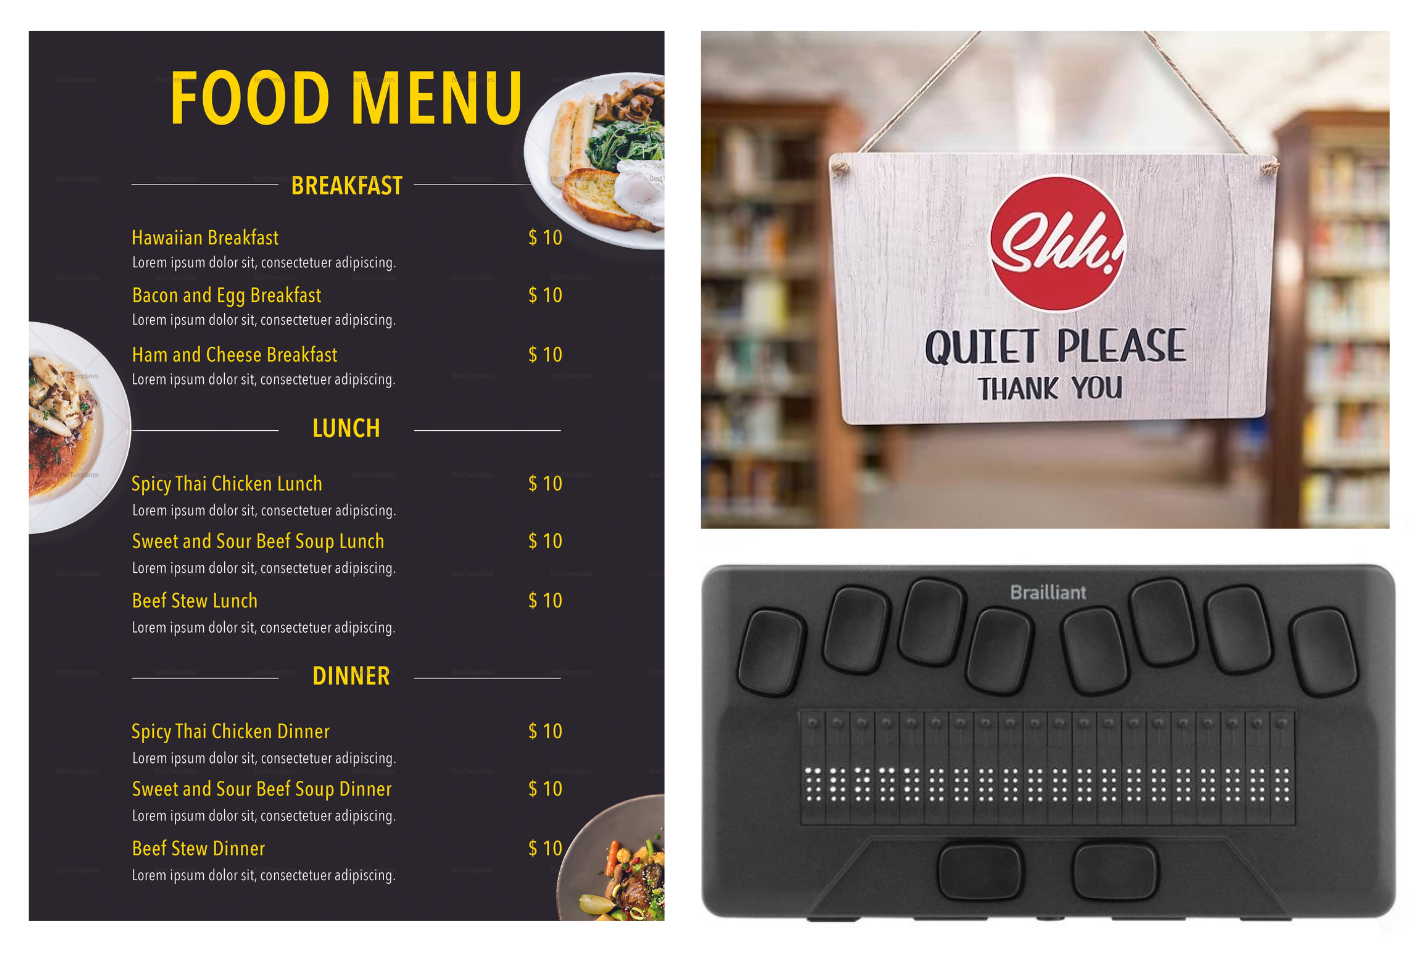 FOOD MENU
BREAKFAST
Hawaiian Breakfast $ 10
Lorem ipsum dolor sit, consectetuer adipiscing.
Bacon and Egg Breakfast $ 10
Lorem ipsum dolor sit, consectetuer adipiscing.
Ham and Cheese Breakfast $ 10
Lorem ipsum dolor sit, consectetuer adipiscing.
LUNCH
Spicy Thai Chicken Lunch $ 10
Lorem ipsum dolor sit, consectetuer adipiscing.
Sweet and Sour Beef Soup Lunch $ 10
Lorem ipsum dolor sit, consectetuer adipiscing.
Beef Stew Lunch $ 10
Lorem ipsum dolor sit, consectetuer adipiscing.
DINNER
Spicy Thai Chicken Dinner $ 10
Lorem ipsum dolor sit, consectetuer adipiscing.
Sweet and Sour Beef Soup Dinner $ 10
Lorem ipsum dolor sit, consectetuer adipiscing.
Beef Stew Dinner $ 10
Lorem ipsum dolor sit, consectetuer adipiscing.
Shh!
QUIET PLEASE
THANK YOU
Brailliant